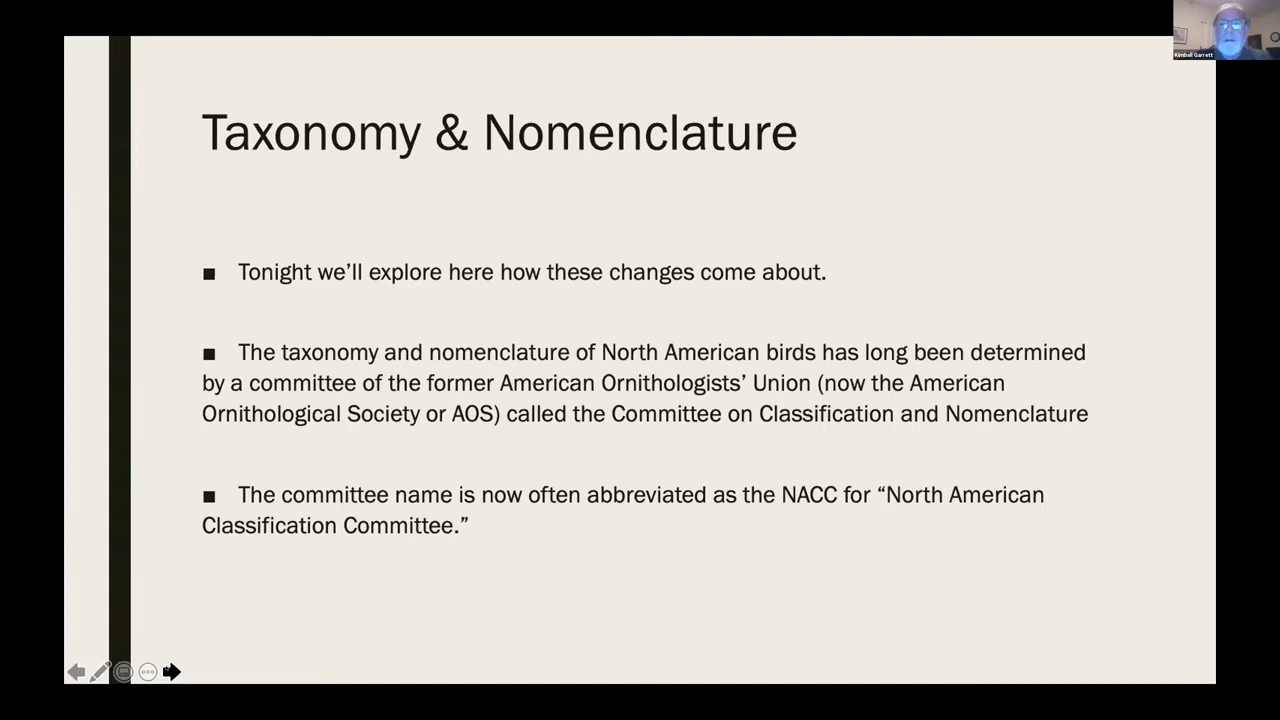 Kimball Garrett
Taxonomy & Nomenclature
■ Tonight we’ll explore here how these changes come about.
■ The taxonomy and nomenclature of North American birds has long been determined
by a committee of the former American Ornithologists’ Union (now the American
Ornithological Society or AOS) called the Committee on Classification and Nomenclature
■ The committee name is now often abbreviated as the NACC for “North American
Classification Committee.”